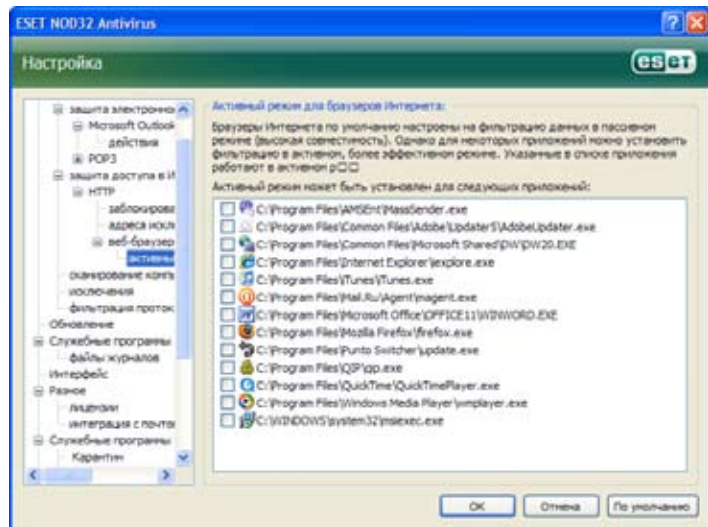 ESET NOD32 Antivirus
Настройка
eseT
защита электронно
Microsoft Outlook
действия
POP3
защита доступа в И
HTTP
заблокирова
адреса искл
веб-браузер
активны
сканирование комп
исключения
фильтрация проток
Обновление
Служебные программы
файлы журналов
Интерфейс
Разное
лицензии
интеграция с почто
Служебные программы
Карантин
Активный режим для браузеров Интернета:
Браузеры Интернета по умолчанию настроены на фильтрацию данных в пассивном
режиме (высокая совместимость). Однако для некоторых приложений можно установить
фильтрацию в активном, более эффективном режиме. Указанные в списке приложения
работают в активном р□□
Активный режим может быть установлен для следующих приложений:
C:\Program Files\AMSEnt\MassSender.exe
C:\Program Files\Common Files\Adobe\Updater5\AdobeUpdater.exe
C:\Program Files\Common Files\Microsoft Shared\DW\DW20.EXE
C:\Program Files\Internet Explorer\iexplore.exe
C:\Program Files\iTunes\iTunes.exe
C:\Program Files\Mail.Ru\Agent\magent.exe
C:\Program Files\Microsoft Office\OFFICE11\WINWORD.EXE
C:\Program Files\Mozilla Firefox\firefox.exe
C:\Program Files\Punto Switcher\update.exe
C:\Program Files\QIP\qip.exe
C:\Program Files\QuickTime\QuickTimePlayer.exe
C:\Program Files\Windows Media Player\wmplayer.exe
C:\WINDOWS\system32\msiexec.exe
OK
Отмена
По умолчанию